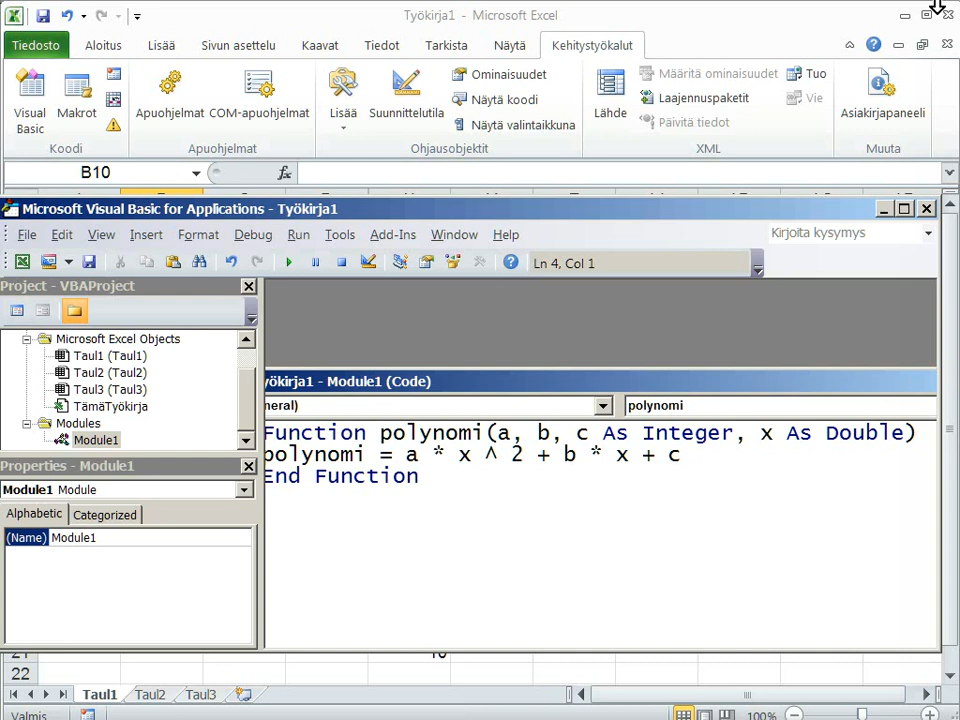 Työkirja1 - Microsoft Excel
Tiedosto Aloitus Lisää Sivun asettelu Kaavat Tiedot Tarkista Näytä Kehitystyökalut
Visual Basic
Makrot
Koodi
Apuohjelmat COM-apuohjelmat
Apuohjelmat
Lisää Suunnittelutila
Ominaisuudet
Näytä koodi
Näytä valintaikkuna
Ohjausobjektit
Lähde
Määritä ominaisuudet
Laajennuspaketit
Päivitä tiedot
Tuo
Vie
XML
Asiakirjapaneeli
Muuta
B10
fx
Microsoft Visual Basic for Applications - Työkirja1
File Edit View Insert Format Debug Run Tools Add-Ins Window Help
Kirjoita kysymys
Ln 4, Col 1
Project - VBAProject
Microsoft Excel Objects
Taul1 (Taul1)
Taul2 (Taul2)
Taul3 (Taul3)
TämäTyökirja
Modules
Module1
Properties - Module1
Module1 Module
Alphabetic Categorized
(Name) Module1
yökirja1 - Module1 (Code)
neral) polynomi
Function polynomi(a, b, c As Integer, x As Double)
polynomi = a * x ^ 2 + b * x + c
End Function
22
Taul1 Taul2 Taul3
Valmis 100%